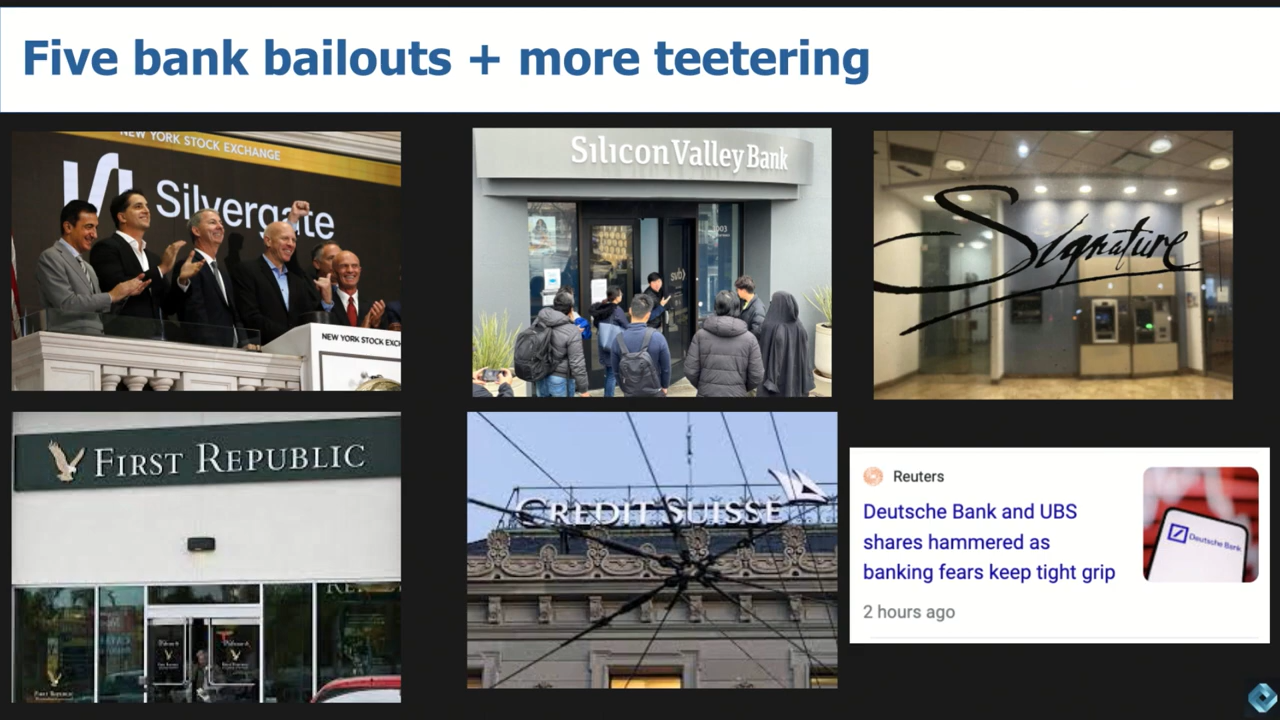 Five bank bailouts + more teetering
NEW YORK STOCK EXCHANGE
Silvergate
NEW YORK STOCK EXCH
Silicon Valley Bank
svb
Signature
FIRST REPUBLIC
CREDIT SUISSE
Reuters
Deutsche Bank and UBS
shares hammered as
banking fears keep tight grip
2 hours ago
Deutsche Bank